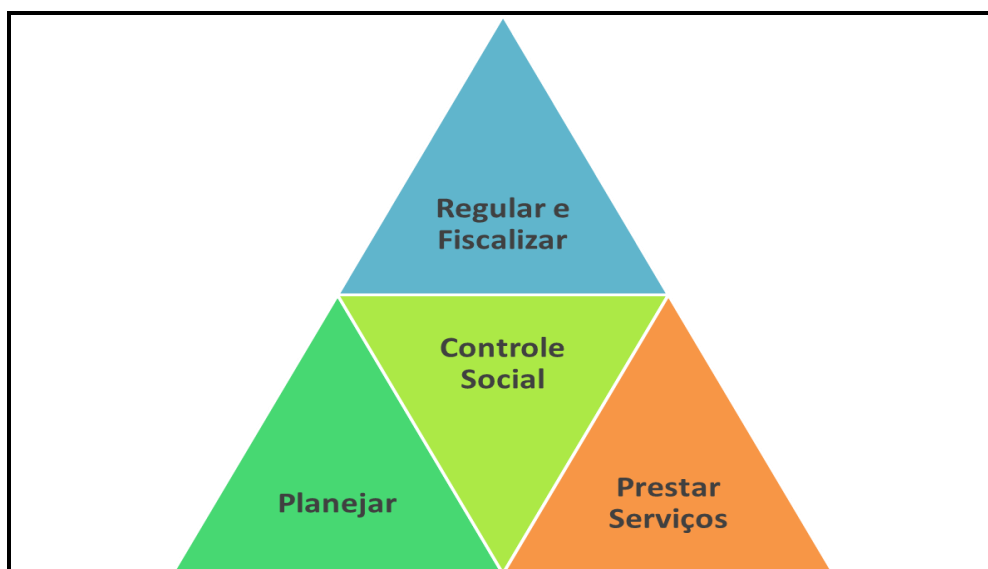 Regular e
Fiscalizar
Controle
Social
Planejar
Prestar
Serviços